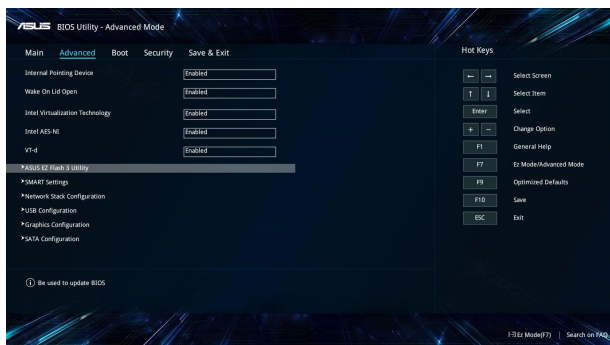 ASUS BIOS Utility - Advanced Mode
Main Advanced Boot Security Save & Exit
Internal Pointing Device Enabled
Wake On Lid Open Enabled
Intel Virtualization Technology Enabled
Intel AES-NI Enabled
VT-d Enabled
ASUS EZ Flash 3 Utility
SMART Settings
Network Stack Configuration
USB Configuration
Graphics Configuration
SATA Configuration
Be used to update BIOS
Hot Keys
← → Select Screen
↑ ↓ Select Item
Enter Select
+ − Change Option
F1 General Help
F7 Ez Mode/Advanced Mode
F9 Optimized Defaults
F10 Save
ESC Exit
Ez Mode(F7) | Search on FAQ